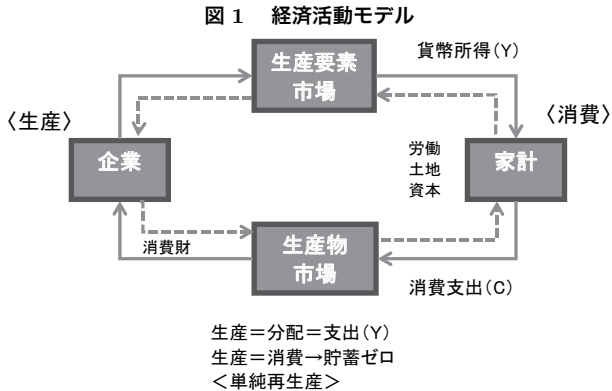 図 1 経済活動モデル
生産要素
市場
貨幣所得(Y)
〈生産〉
〈消費〉
企業
労働
土地
資本
家計
消費財
生産物
市場
消費支出(C)
生産＝分配＝支出(Y)
生産＝消費→貯蓄ゼロ
＜単純再生産＞